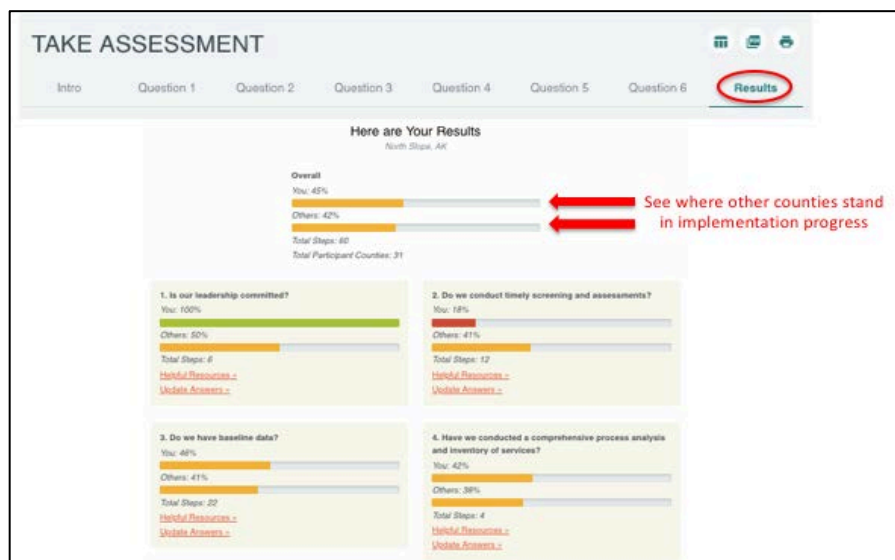 TAKE ASSESSMENT
Intro Question 1 Question 2 Question 3 Question 4 Question 5 Question 6 Results
Here are Your Results
North Slope, AK
Overall
You: 45%
Others: 42%
Total Steps: 60
Total Participant Counties: 31
See where other counties stand
in implementation progress
1. Is our leadership committed?
You: 100%
Others: 50%
Total Steps: 6
Helpful Resources »
Update Answers »
2. Do we conduct timely screening and assessments?
You: 18%
Others: 41%
Total Steps: 12
Helpful Resources »
Update Answers »
3. Do we have baseline data?
You: 46%
Others: 41%
Total Steps: 22
Helpful Resources »
Update Answers »
4. Have we conducted a comprehensive process analysis
and inventory of services?
You: 42%
Others: 38%
Total Steps: 4
Helpful Resources »
Update Answers »